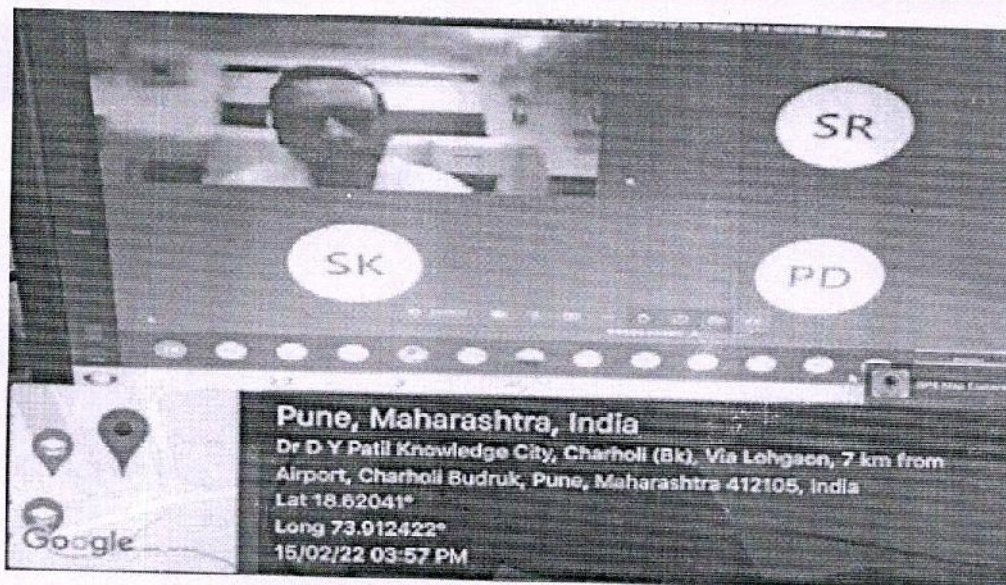 SR
SK
PD
Google
Pune, Maharashtra, India
Dr D Y Patil Knowledge City, Charholi (Bk), Via Lohgaon, 7 km from
Airport, Charholi Budruk, Pune, Maharashtra 412105, India
Lat 18.62041°
Long 73.912422°
15/02/22 03:57 PM